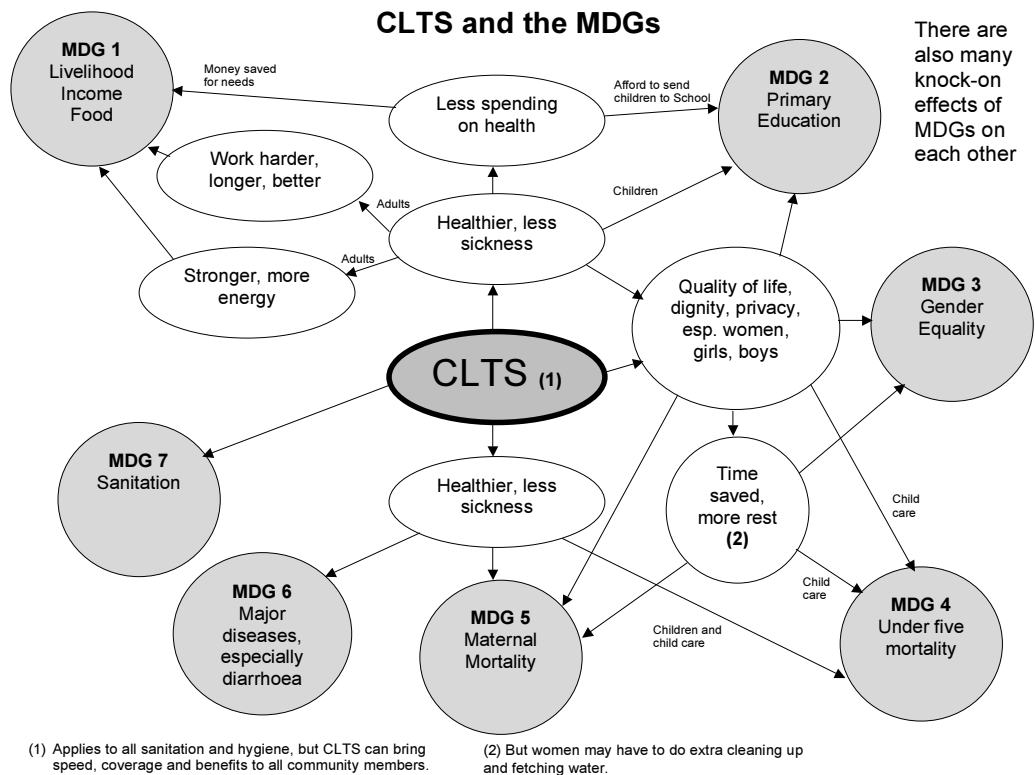 CLTS and the MDGs
There are
also many
knock-on
effects of
MDGs on
each other
MDG 1
Livelihood
Income
Food
Money saved
for needs
Less spending
on health
Afford to send
children to School
MDG 2
Primary
Education
Work harder,
longer, better
Adults
Healthier, less
sickness
Children
Stronger, more
energy
Adults
Quality of life,
dignity, privacy,
esp. women,
girls, boys
MDG 3
Gender
Equality
CLTS (1)
MDG 7
Sanitation
Healthier, less
sickness
Time
saved,
more rest
(2)
Child
care
Child
care
MDG 6
Major
diseases,
especially
diarrhoea
MDG 5
Maternal
Mortality
Children and
child care
MDG 4
Under five
mortality
(1) Applies to all sanitation and hygiene, but CLTS can bring
speed, coverage and benefits to all community members.
(2) But women may have to do extra cleaning up
and fetching water.